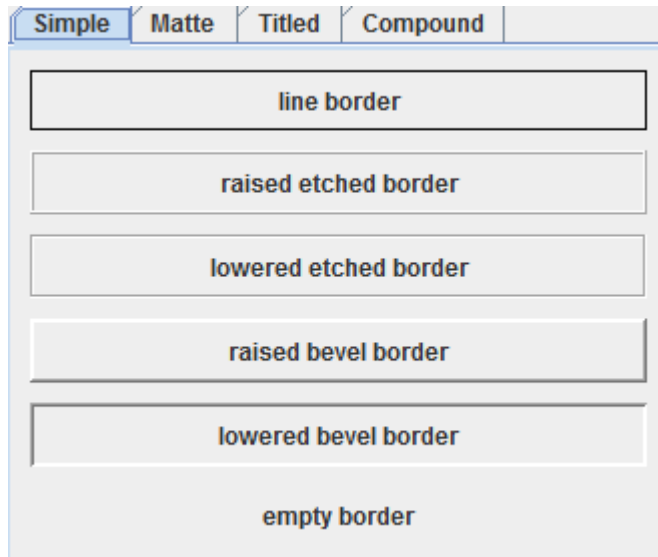 Simple Matte Titled Compound
line border
raised etched border
lowered etched border
raised bevel border
lowered bevel border
empty border